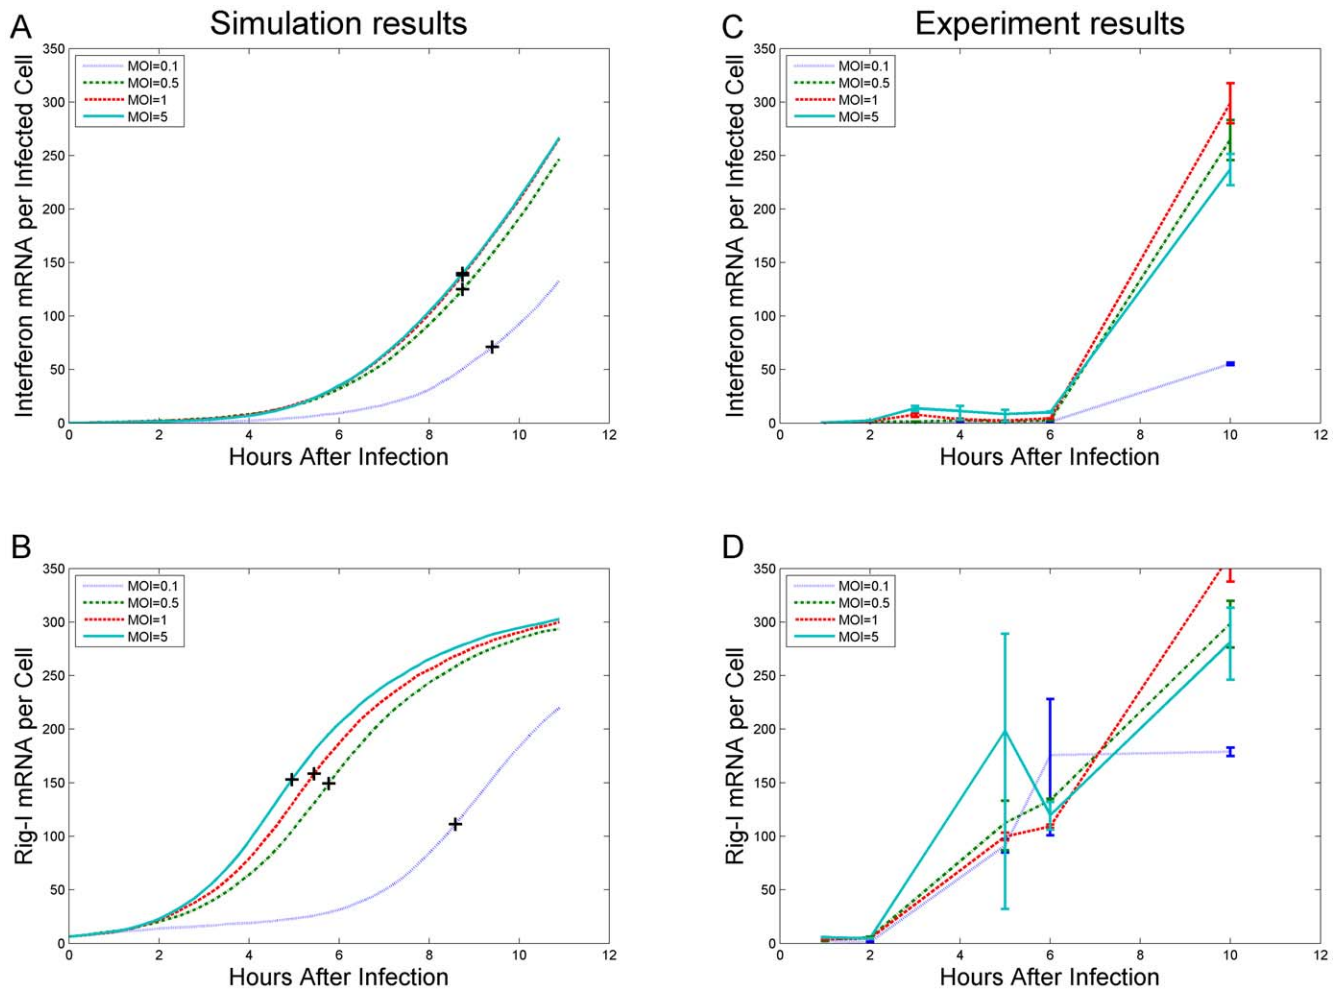 A
Simulation results
350
300
250
200
150
100
50
0
MOI=0.1
MOI=0.5
MOI=1
MOI=5
Interferon mRNA per Infected Cell
0 2 4 6 8 10 12
Hours After Infection
C
Experiment results
350
300
250
200
150
100
50
0
MOI=0.1
MOI=0.5
MOI=1
MOI=5
Interferon mRNA per Infected Cell
0 2 4 6 8 10 12
Hours After Infection
B
350
300
250
200
150
100
50
0
MOI=0.1
MOI=0.5
MOI=1
MOI=5
Rig-I mRNA per Cell
0 2 4 6 8 10 12
Hours After Infection
D
350
300
250
200
150
100
50
0
MOI=0.1
MOI=0.5
MOI=1
MOI=5
Rig-I mRNA per Cell
0 2 4 6 8 10 12
Hours After Infection